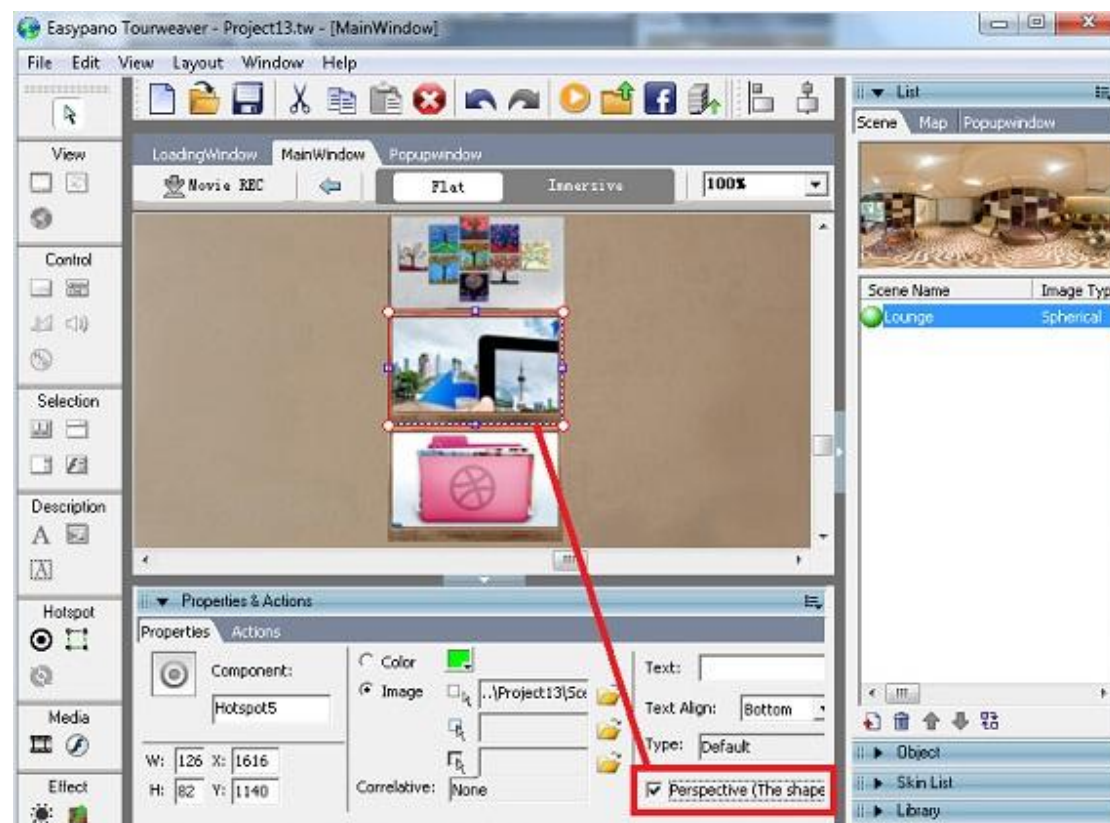 Easypano Tourweaver - Project13.tw - [MainWindow]
File Edit View Layout Window Help
View
Control
Selection
Description
Hotspot
Media
Effect
LoadingWindow MainWindow Popupwindow
Movie REC Flat Immersive 100%
Properties & Actions
Properties Actions
Component:
Hotspot5
W: 126 X: 1616
H: 82 Y: 1140
Color
Image ..\Project13\Sce
Correlative: None
Text:
Text Align: Bottom
Type: Default
Perspective (The shape
List
Scene Map Popupwindow
Scene Name Image Typ
Lounge Spherical
Object
Skin List
Library